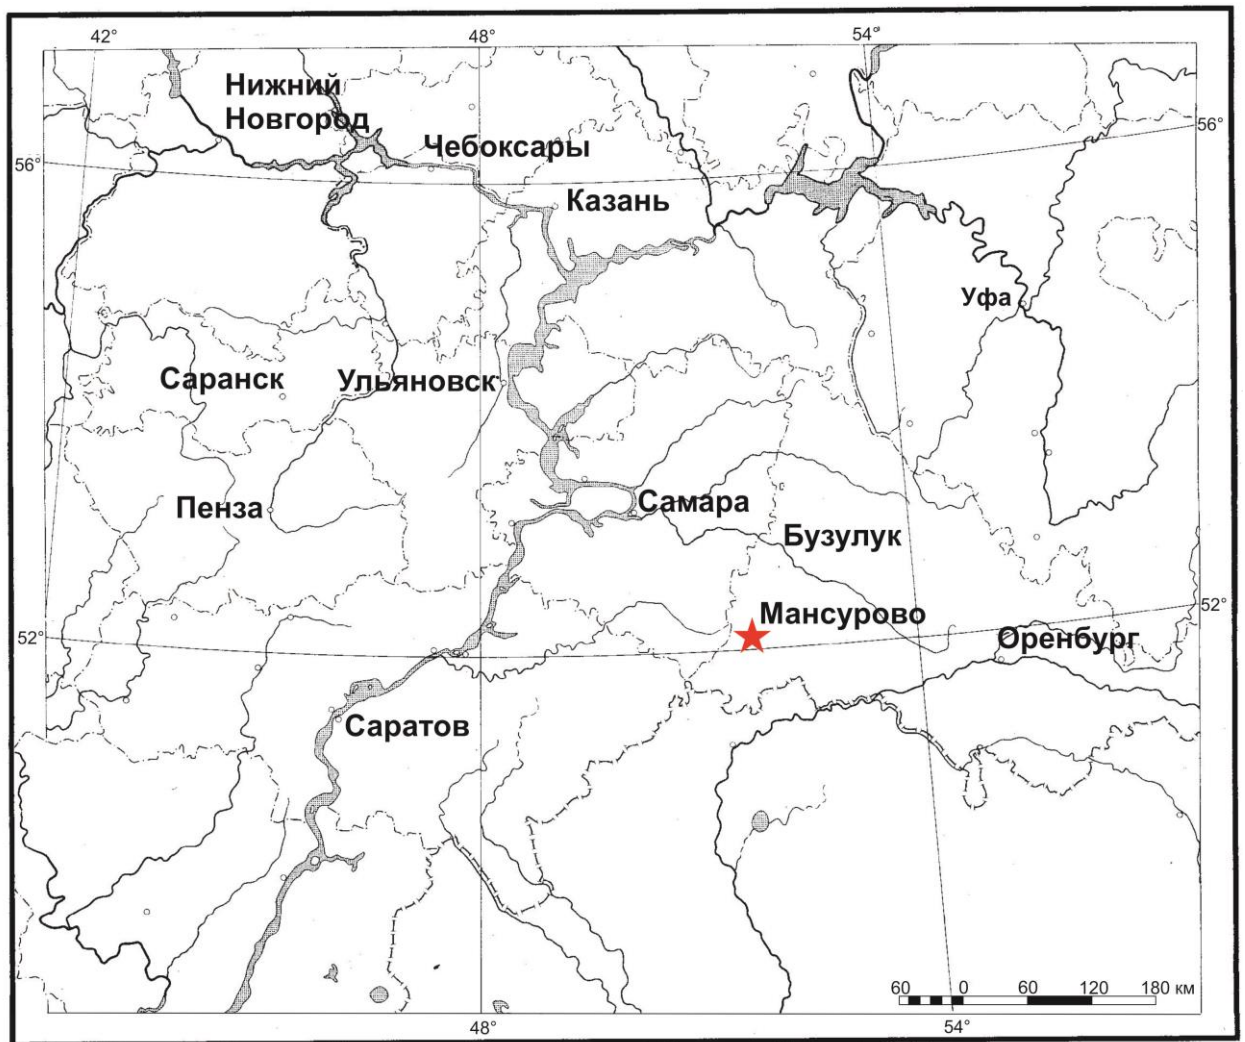 42° 48° 54°
Нижний
Новгород
56°
Чебоксары
56°
Казань
Уфа
Саранск
Ульяновск
Пенза
Самара
Бузулук
52°
Мансурово
52°
Оренбург
Саратов
60 0 60 120 180 км
48° 54°